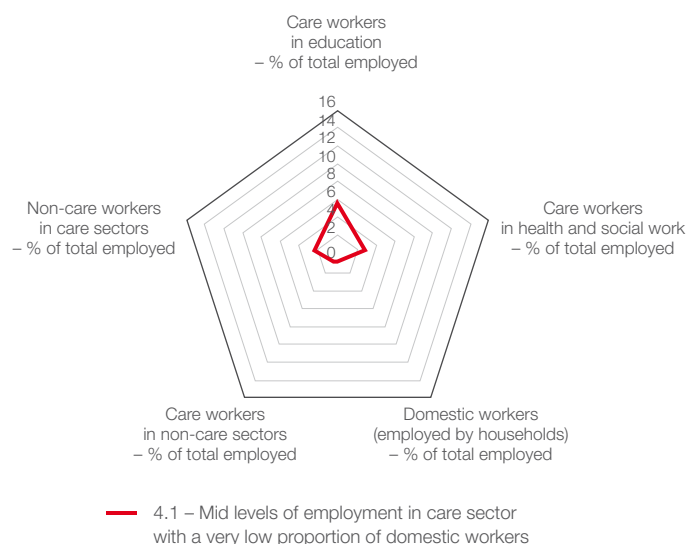 Care workers
in education
– % of total employed
16
14
12
10
8
6
4
2
0
Non-care workers
in care sectors
– % of total employed
Care workers
in health and social work
– % of total employed
Care workers
in non-care sectors
– % of total employed
Domestic workers
(employed by households)
– % of total employed
4.1 – Mid levels of employment in care sector
with a very low proportion of domestic workers